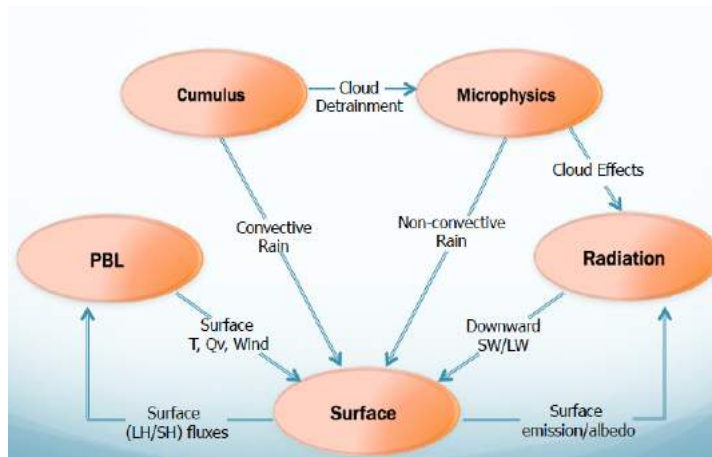 Cumulus
Cloud
Detrainment
Microphysics
Cloud Effects
Convective
Rain
Non-convective
Rain
PBL
Radiation
Surface
T, Qv, Wind
Downward
SW/LW
Surface
(LH/SH) fluxes
Surface
Surface
emission/albedo